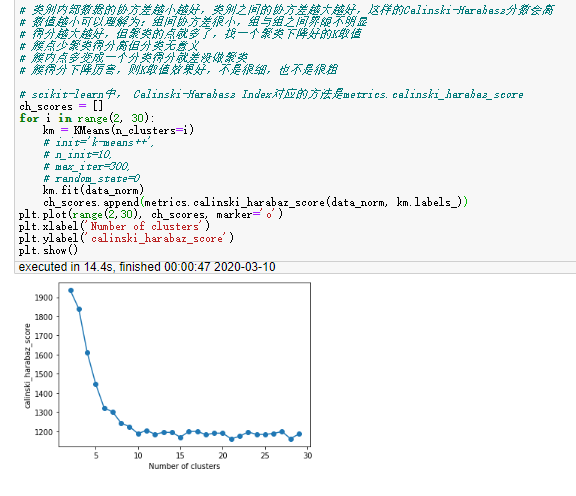 # 类别内部数据的协方差越小越好，类别之间的协方差越大越好，这样的Calinski-Harabasz分数会高
# 数值越小可以理解为：组间协方差很小，组与组之间界限不明显
# 得分越大越好，但聚类的点就多了，找一个聚类下降好的K取值
# 簇点少聚类得分高但分类无意义
# 簇内点多变成一个分类得分就差没做聚类
# 簇得分下降厉害，则K取值效果好，不是很细，也不是很粗
# scikit-learn中， Calinski-Harabasz Index对应的方法是metrics.calinski_harabaz_score
ch_scores = []
for i in range(2, 30):
km = KMeans(n_clusters=i)
# init='k-means++',
# n_init=10,
# max_iter=300,
# random_state=0
km.fit(data_norm)
ch_scores.append(metrics.calinski_harabaz_score(data_norm, km.labels_))
plt.plot(range(2,30), ch_scores, marker='o')
plt.xlabel('Number of clusters')
plt.ylabel('calinski_harabaz_score')
plt.show()
executed in 14.4s, finished 00:00:47 2020-03-10
1900
1800
1700
1600
1500
1400
1300
1200
calinski_harabaz_score
5 10 15 20 25 30
Number of clusters